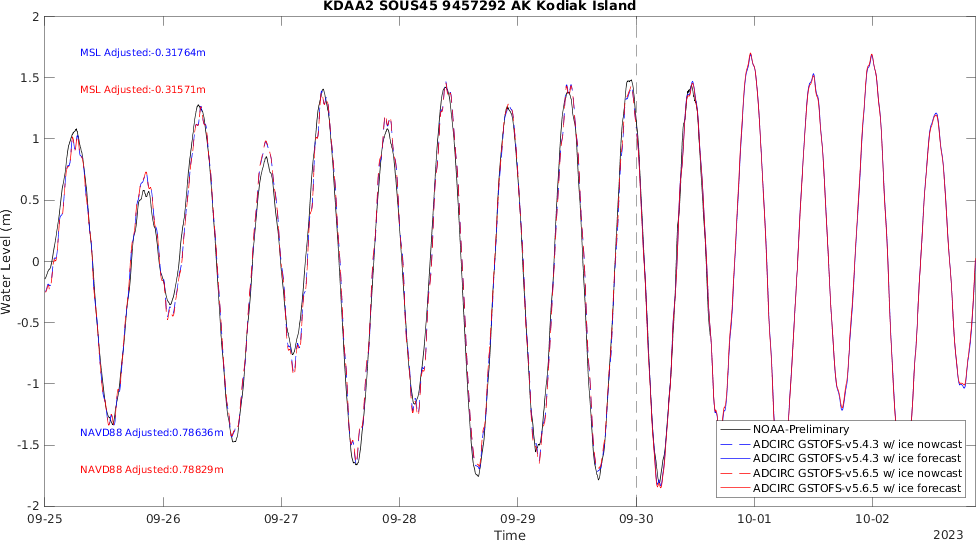 KDAA2 SOUS45 9457292 AK Kodiak Island
2
1.5
1
0.5
0
-0.5
-1
-1.5
-2
Water Level (m)
MSL Adjusted:-0.31764m
MSL Adjusted:-0.31571m
NAVD88 Adjusted:0.78636m
NAVD88 Adjusted:0.78829m
NOAA-Preliminary
ADCIRC GSTOFS-v5.4.3 w/ ice nowcast
ADCIRC GSTOFS-v5.4.3 w/ ice forecast
ADCIRC GSTOFS-v5.6.5 w/ ice nowcast
ADCIRC GSTOFS-v5.6.5 w/ ice forecast
09-25 09-26 09-27 09-28 09-29 09-30 10-01 10-02
Time
2023